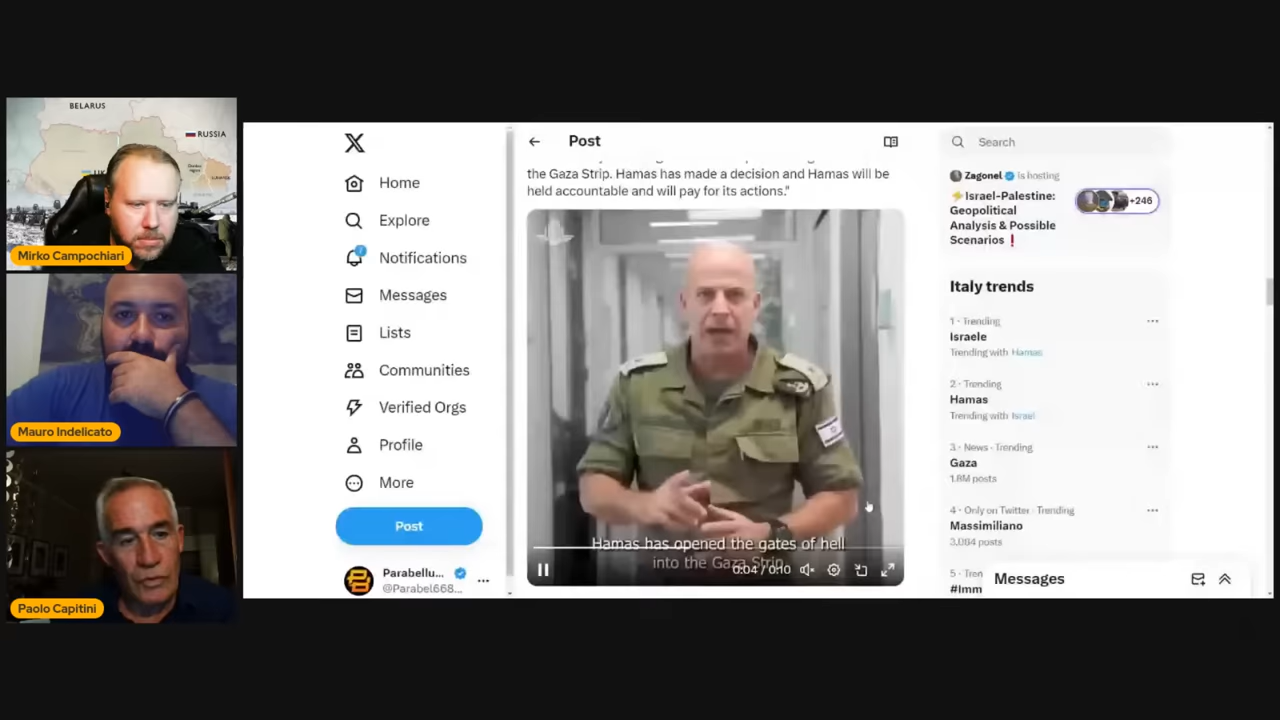 BELARUS
RUSSIA
Mirko Campochiari
Mauro Indelicato
Paolo Capitini
Home
Explore
Notifications
Messages
Lists
Communities
Verified Orgs
Profile
More
Post
Parabellu...
@Parabel668...
Post
the Gaza Strip. Hamas has made a decision and Hamas will be
held accountable and will pay for its actions."
Hamas has opened the gates of hell
into the Gaza Strip.
0:04 / 0:10
Search
Zagonel is hosting
⚡Israel-Palestine:
Geopolitical
Analysis & Possible
Scenarios ❗
+246
Italy trends
1 · Trending
Israele
Trending with Hamas
2 · Trending
Hamas
Trending with Israel
3 · News · Trending
Gaza
1.8M posts
4 · Only on Twitter · Trending
Massimiliano
3,064 posts
5 · Tren
#Imm
Messages